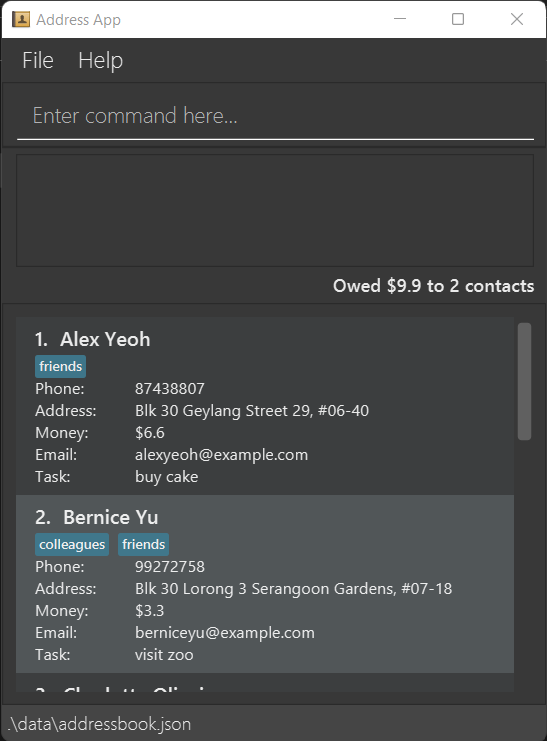 Address App
File Help
Enter command here...
Owed $9.9 to 2 contacts
1. Alex Yeoh
friends
Phone: 87438807
Address: Blk 30 Geylang Street 29, #06-40
Money: $6.6
Email: alexyeoh@example.com
Task: buy cake
2. Bernice Yu
colleagues friends
Phone: 99272758
Address: Blk 30 Lorong 3 Serangoon Gardens, #07-18
Money: $3.3
Email: berniceyu@example.com
Task: visit zoo
.\data\addressbook.json